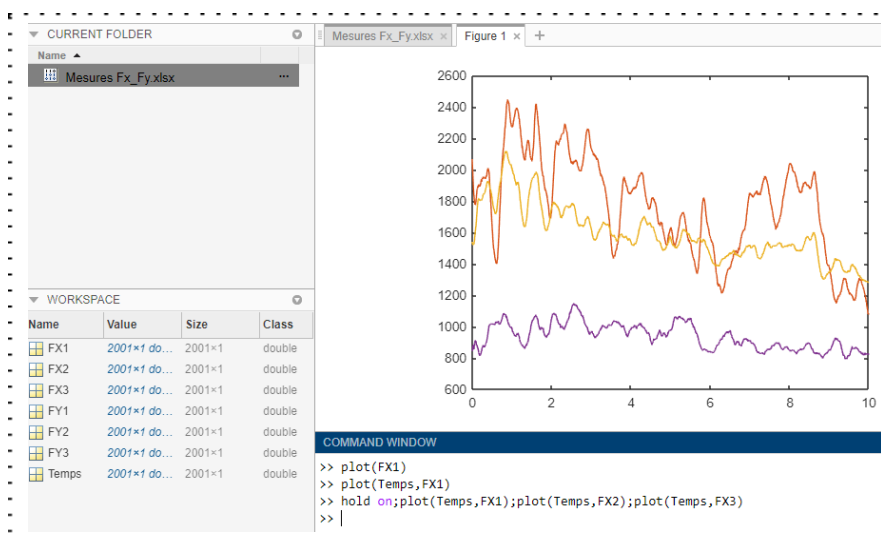 CURRENT FOLDER
Name
Mesures Fx_Fy.xlsx
...
WORKSPACE
Name Value Size Class
FX1 2001×1 do... 2001×1 double
FX2 2001×1 do... 2001×1 double
FX3 2001×1 do... 2001×1 double
FY1 2001×1 do... 2001×1 double
FY2 2001×1 do... 2001×1 double
FY3 2001×1 do... 2001×1 double
Temps 2001×1 do... 2001×1 double
Mesures Fx_Fy.xlsx × Figure 1 × +
2600
2400
2200
2000
1800
1600
1400
1200
1000
800
600
0 2 4 6 8 10
COMMAND WINDOW
>> plot(FX1)
>> plot(Temps,FX1)
>> hold on;plot(Temps,FX1);plot(Temps,FX2);plot(Temps,FX3)
>>